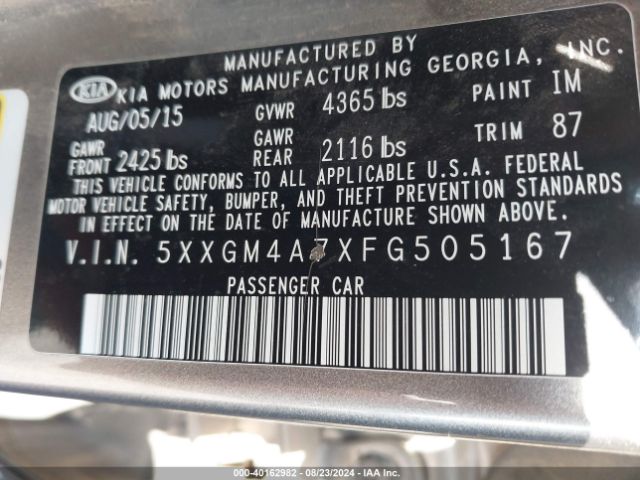 MANUFACTURED BY
KIA KIA MOTORS MANUFACTURING GEORGIA, INC.
AUG/05/15 GVWR 4365 lbs PAINT IM
GAWR FRONT 2425 lbs GAWR REAR 2116 lbs TRIM 87
THIS VEHICLE CONFORMS TO ALL APPLICABLE U.S.A. FEDERAL
MOTOR VEHICLE SAFETY, BUMPER, AND THEFT PREVENTION STANDARDS
IN EFFECT ON THE DATE OF MANUFACTURE SHOWN ABOVE.
V.I.N. 5XXGM4A7XFG505167
PASSENGER CAR
000-40162982 - 08/23/2024 - IAA Inc.